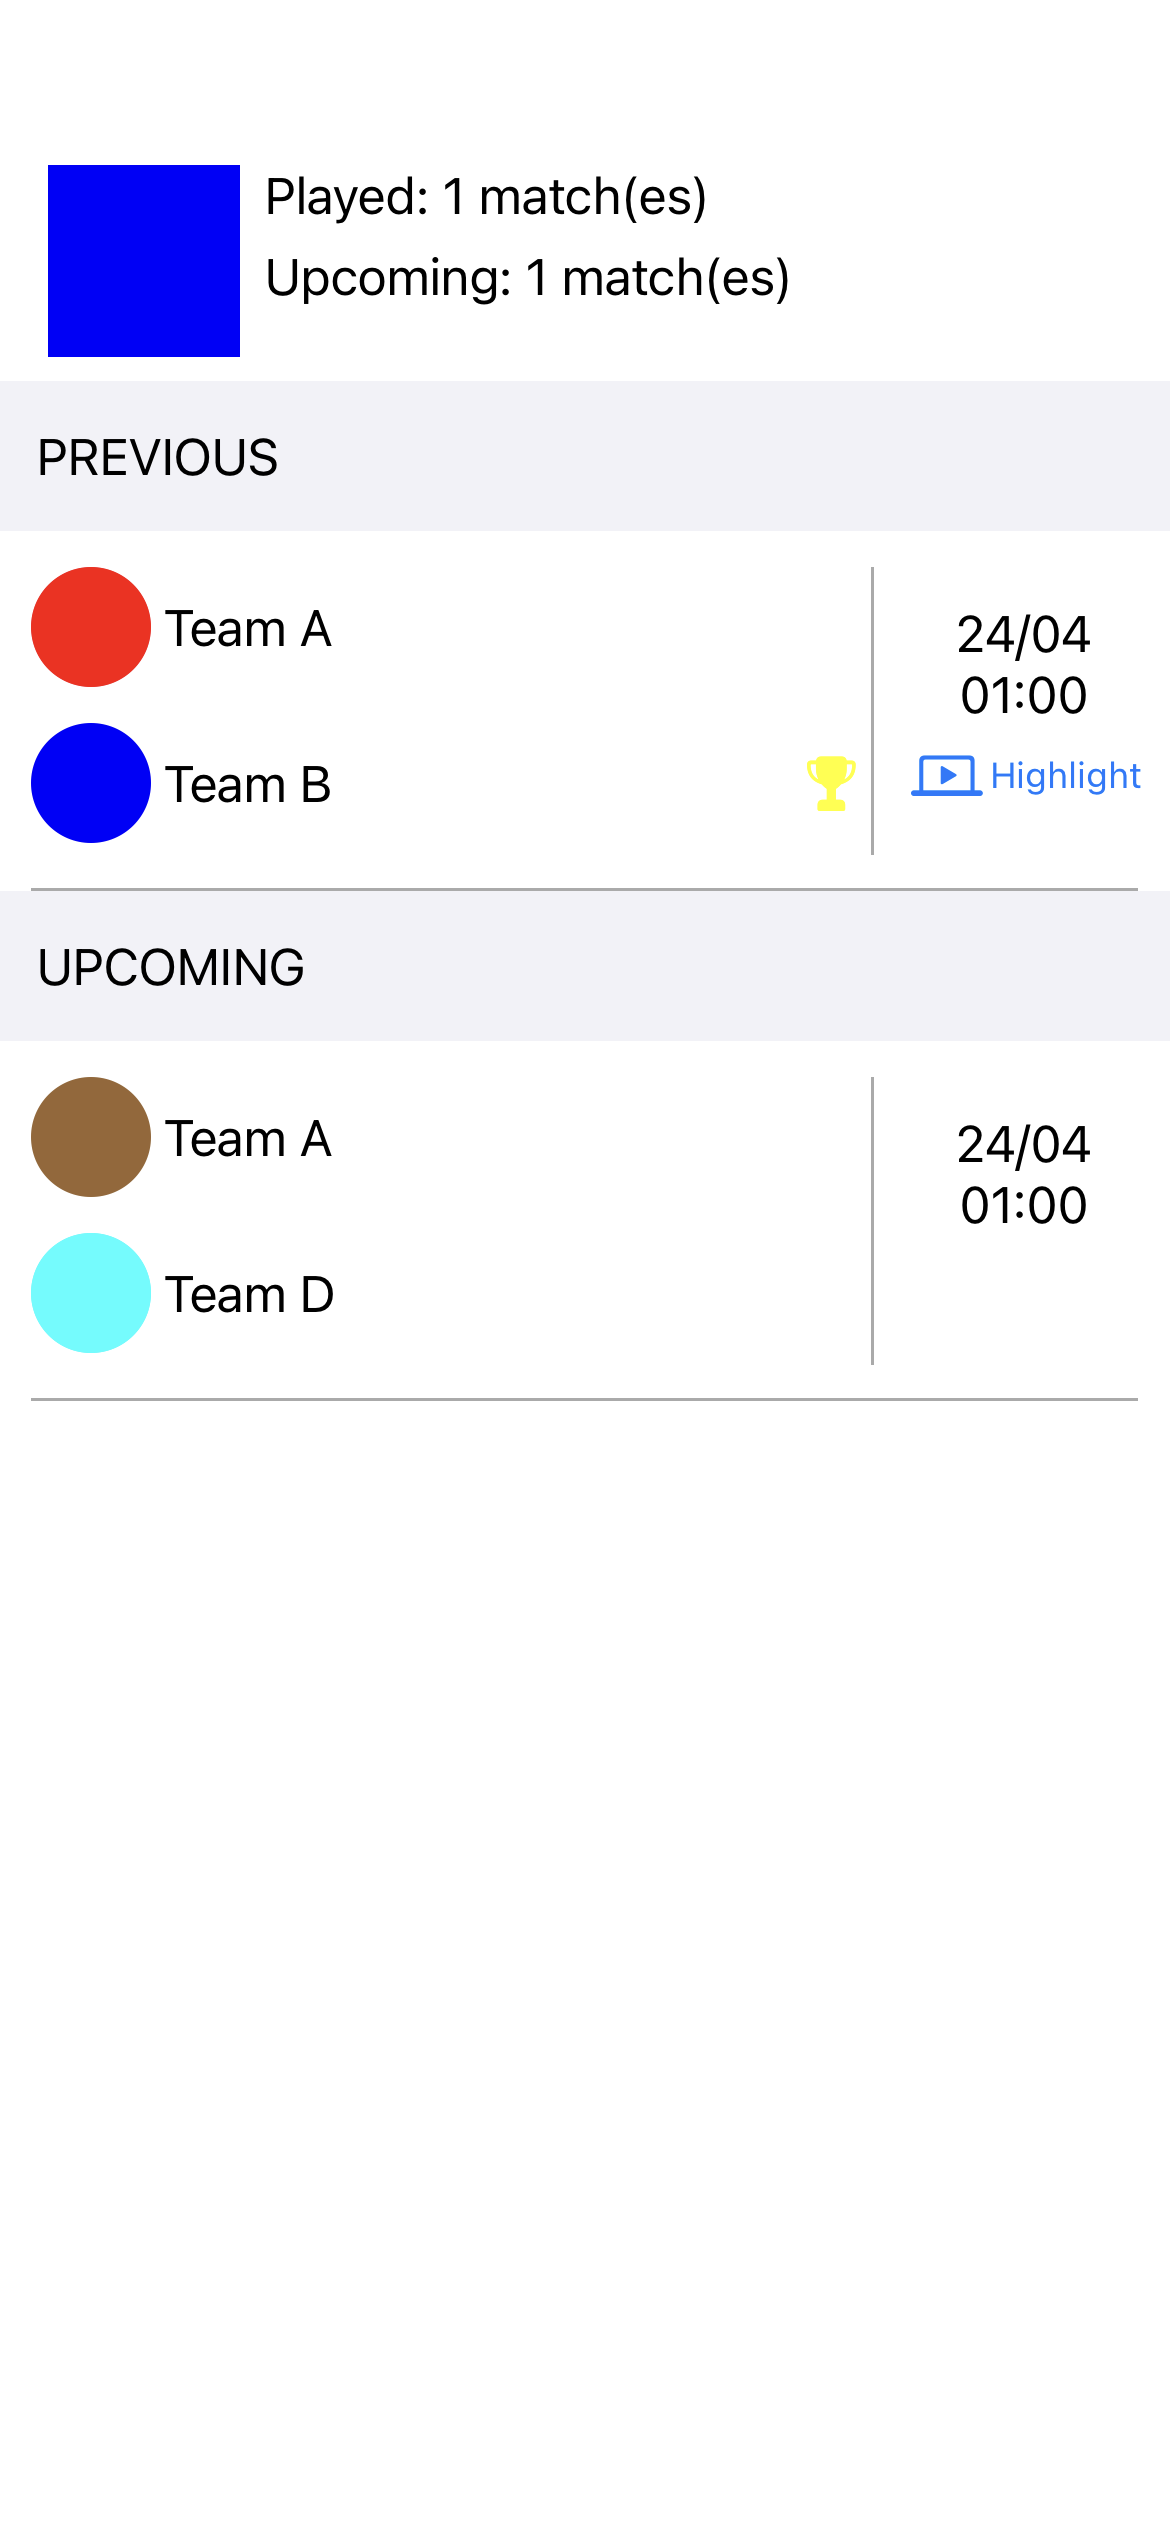 Played: 1 match(es)
Upcoming: 1 match(es)
PREVIOUS
Team A
24/04
01:00
Team B
Highlight
UPCOMING
Team A
24/04
01:00
Team D